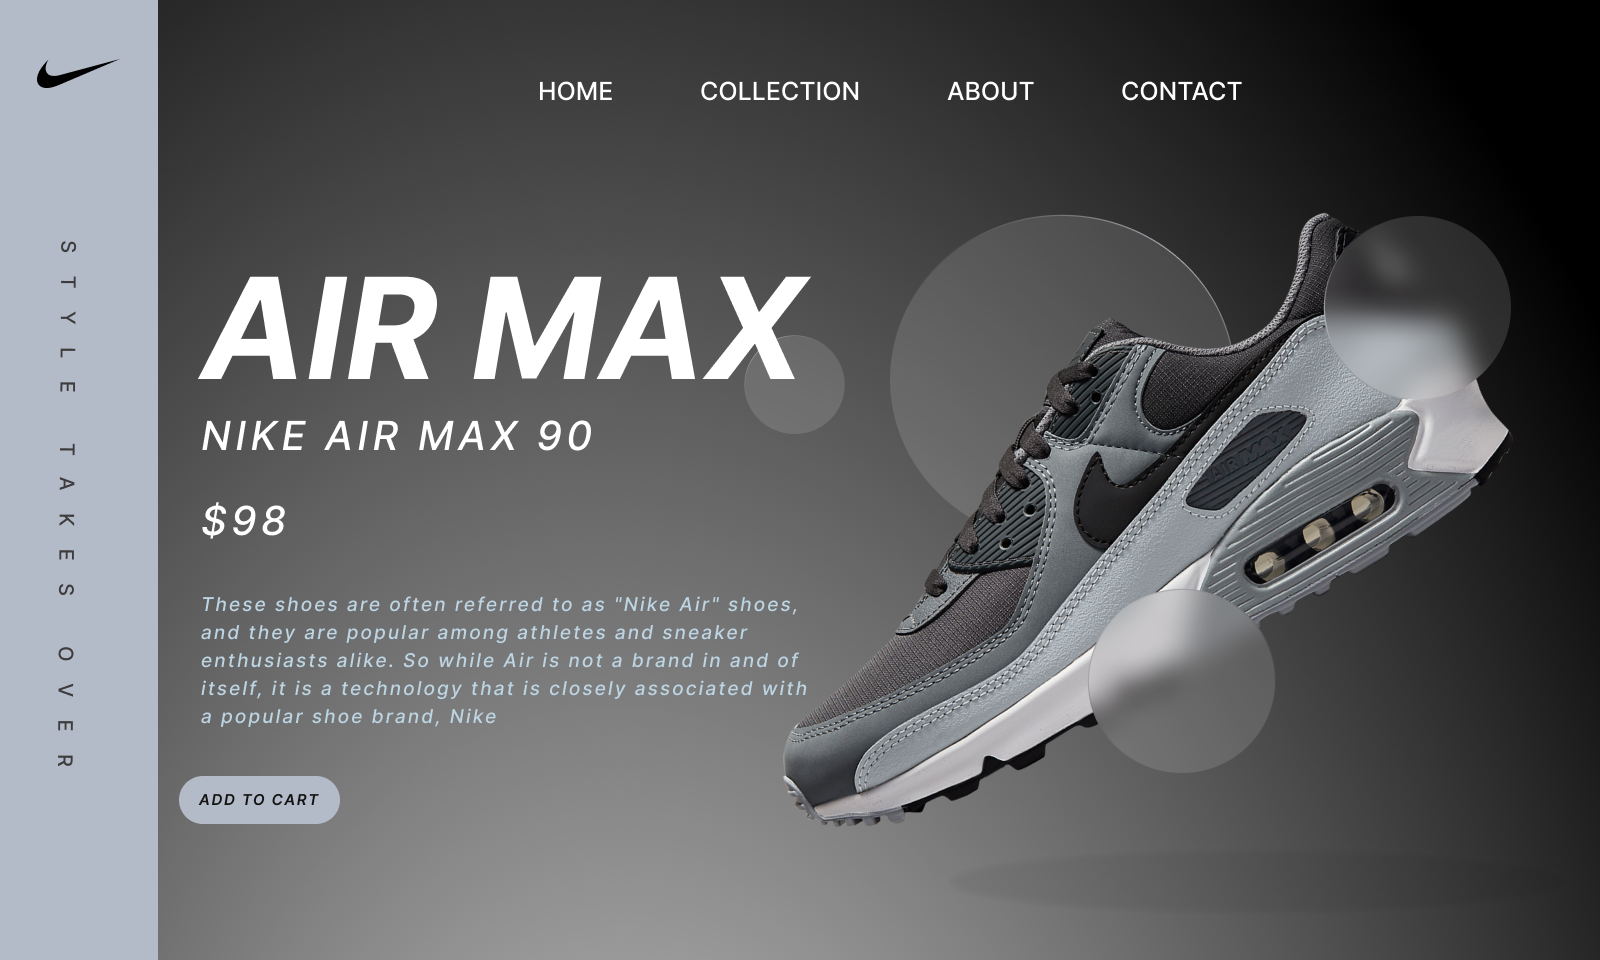 HOME COLLECTION ABOUT CONTACT
STYLE TAKES OVER
AIR MAX
NIKE AIR MAX 90
$98
These shoes are often referred to as "Nike Air" shoes,
and they are popular among athletes and sneaker
enthusiasts alike. So while Air is not a brand in and of
itself, it is a technology that is closely associated with
a popular shoe brand, Nike
ADD TO CART
AIR MAX